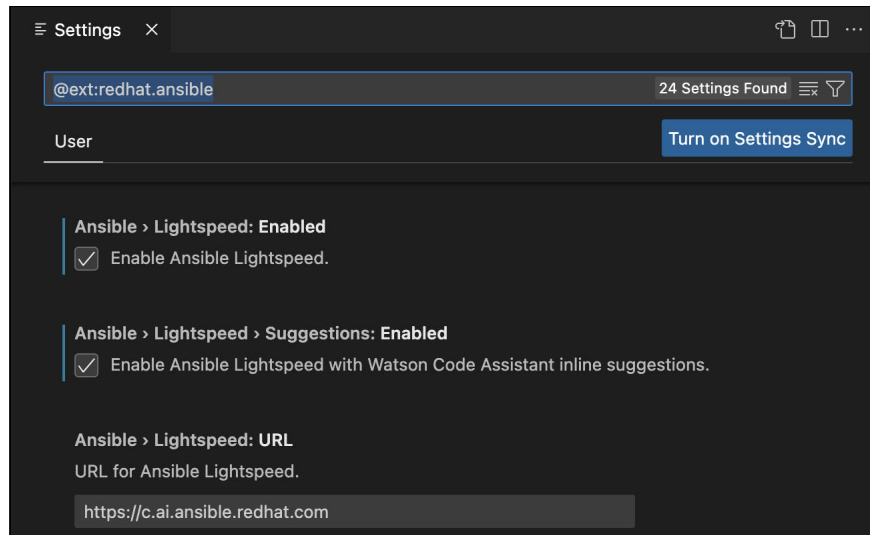 Settings
@ext:redhat.ansible
24 Settings Found
User
Turn on Settings Sync
Ansible › Lightspeed: Enabled
Enable Ansible Lightspeed.
Ansible › Lightspeed › Suggestions: Enabled
Enable Ansible Lightspeed with Watson Code Assistant inline suggestions.
Ansible › Lightspeed: URL
URL for Ansible Lightspeed.
https://c.ai.ansible.redhat.com